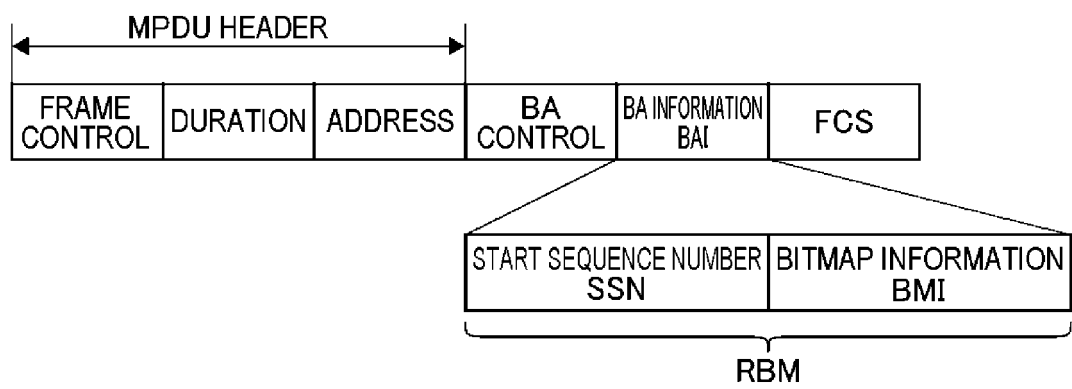 MPDU HEADER
FRAME
CONTROL
DURATION
ADDRESS
BA
CONTROL
BA INFORMATION
BAI
FCS
START SEQUENCE NUMBER
SSN
BITMAP INFORMATION
BMI
RBM